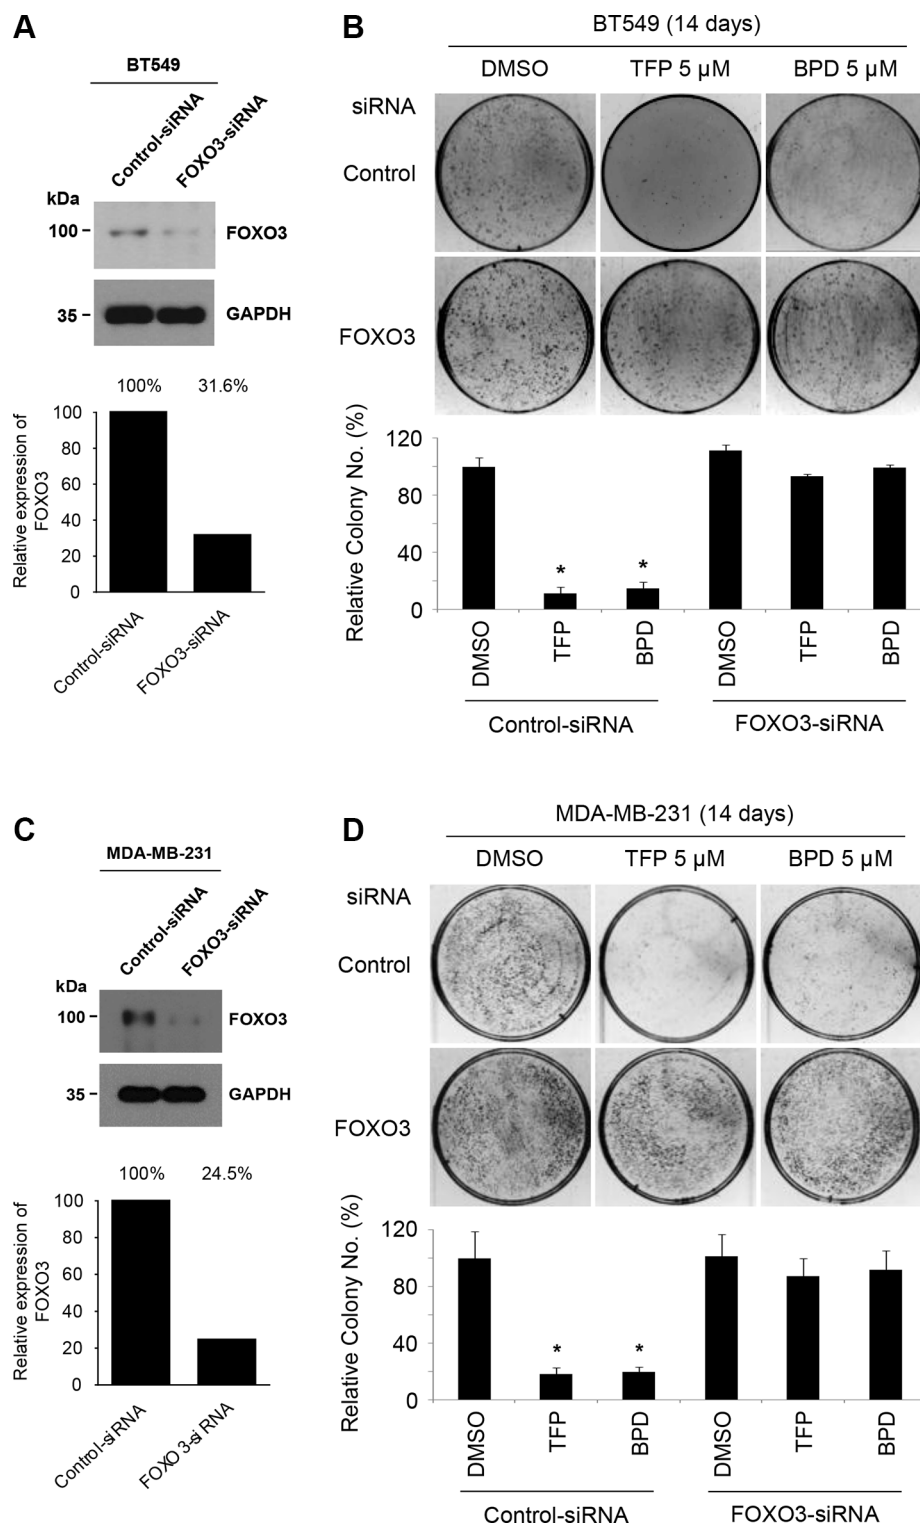 A
BT549
Control-siRNA
FOXO3-siRNA
kDa
100
FOXO3
35
GAPDH
100%
31.6%
Relative expression of
FOXO3
100
80
60
40
20
0
Control-siRNA
FOXO3-siRNA
B
BT549 (14 days)
DMSO
TFP 5 µM
BPD 5 µM
siRNA
Control
FOXO3
Relative Colony No. (%)
120
80
40
0
*
*
DMSO
TFP
BPD
DMSO
TFP
BPD
Control-siRNA
FOXO3-siRNA
C
MDA-MB-231
Control-siRNA
FOXO3-siRNA
kDa
100
FOXO3
35
GAPDH
100%
24.5%
Relative expression of
FOXO3
100
80
60
40
20
0
Control-siRNA
FOXO3-siRNA
D
MDA-MB-231 (14 days)
DMSO
TFP 5 µM
BPD 5 µM
siRNA
Control
FOXO3
Relative Colony No. (%)
120
80
40
0
*
*
DMSO
TFP
BPD
DMSO
TFP
BPD
Control-siRNA
FOXO3-siRNA